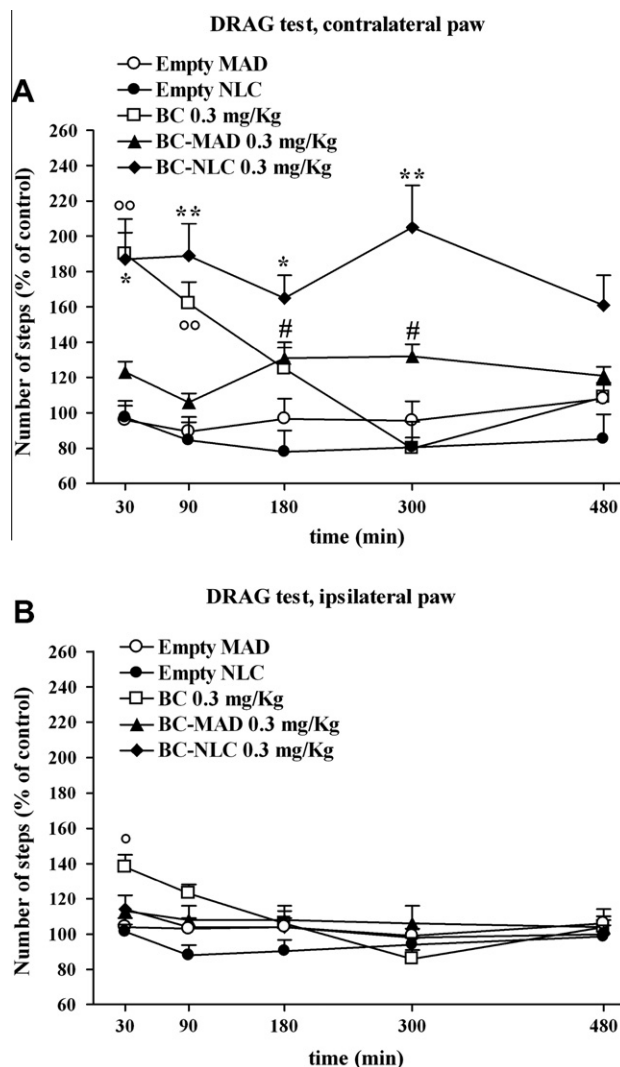 DRAG test, contralateral paw
A
Empty MAD
Empty NLC
BC 0.3 mg/Kg
BC-MAD 0.3 mg/Kg
BC-NLC 0.3 mg/Kg
Number of steps (% of control)
260
240
220
200
180
160
140
120
100
80
60
°°
*
**
°°
*
#
**
#
30 90 180 300 480
time (min)
DRAG test, ipsilateral paw
B
Empty MAD
Empty NLC
BC 0.3 mg/Kg
BC-MAD 0.3 mg/Kg
BC-NLC 0.3 mg/Kg
Number of steps (% of control)
260
240
220
200
180
160
140
120
100
80
60
°
30 90 180 300 480
time (min)